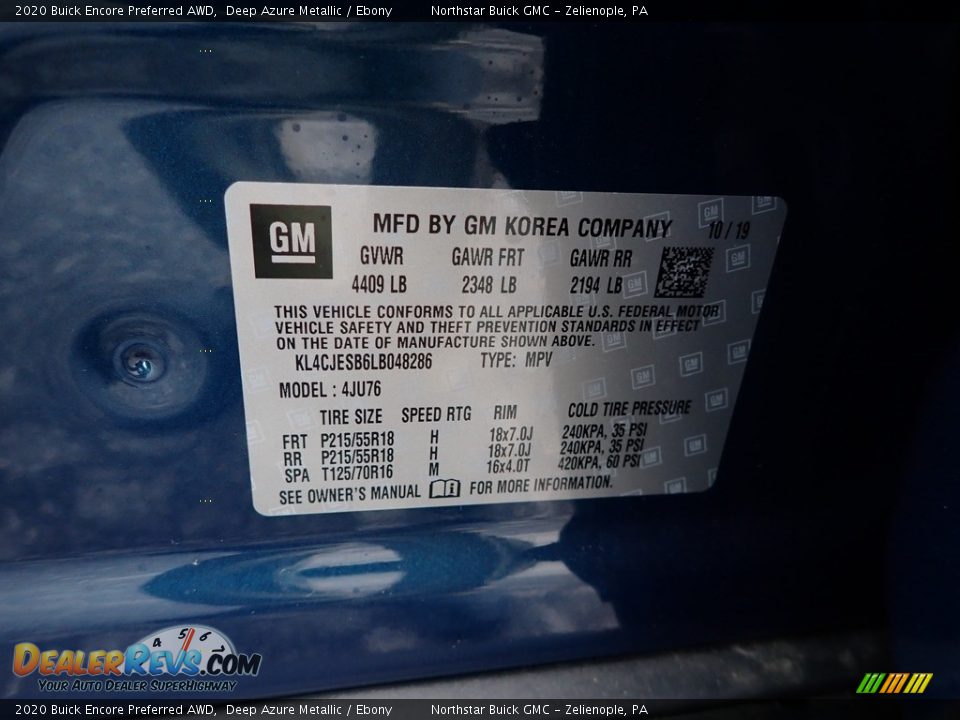 2020 Buick Encore Preferred AWD, Deep Azure Metallic / Ebony Northstar Buick GMC - Zelienople, PA
GM MFD BY GM KOREA COMPANY 10 / 19
GVWR GAWR FRT GAWR RR
4409 LB 2348 LB 2194 LB
THIS VEHICLE CONFORMS TO ALL APPLICABLE U.S. FEDERAL MOTOR
VEHICLE SAFETY AND THEFT PREVENTION STANDARDS IN EFFECT
ON THE DATE OF MANUFACTURE SHOWN ABOVE.
KL4CJESB6LB048286 TYPE: MPV
MODEL : 4JU76
TIRE SIZE SPEED RTG RIM COLD TIRE PRESSURE
FRT P215/55R18 H 18x7.0J 240KPA, 35 PSI
RR P215/55R18 H 18x7.0J 240KPA, 35 PSI
SPA T125/70R16 M 16x4.0T 420KPA, 60 PSI
SEE OWNER'S MANUAL FOR MORE INFORMATION.
4 5 6 7
DealerRevs.com
Your Auto Dealer SuperHighway
2020 Buick Encore Preferred AWD, Deep Azure Metallic / Ebony Northstar Buick GMC - Zelienople, PA